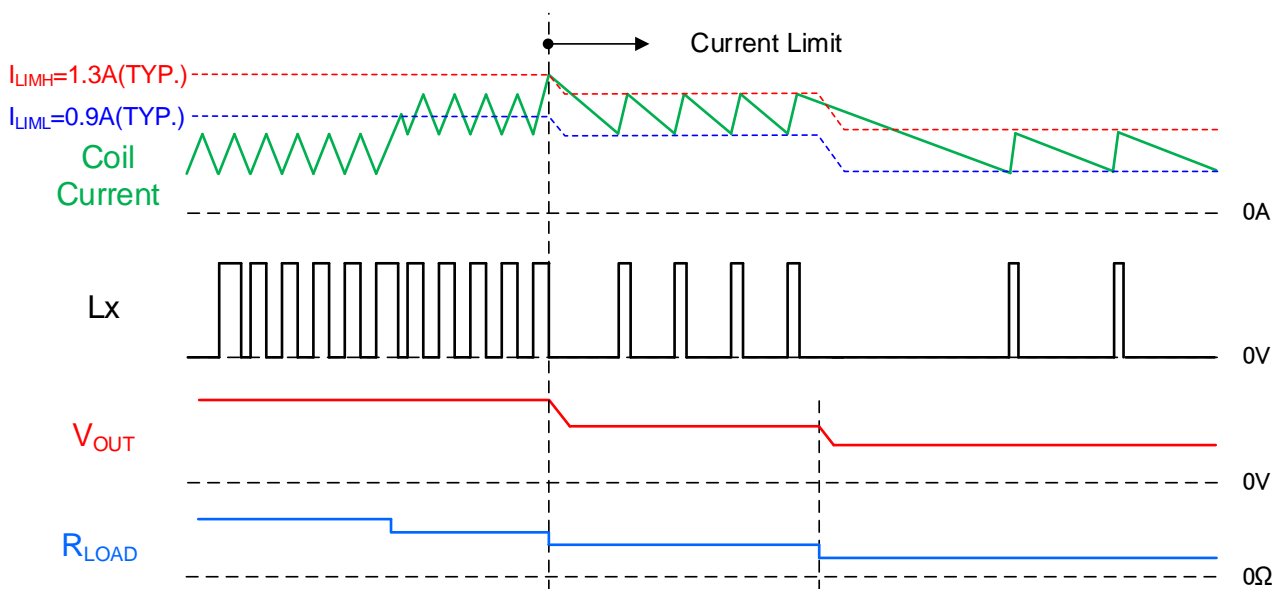 Current Limit
ILIMH=1.3A(TYP.)
ILIML=0.9A(TYP.)
Coil
Current
0A
Lx
0V
VOUT
0V
RLOAD
0Ω